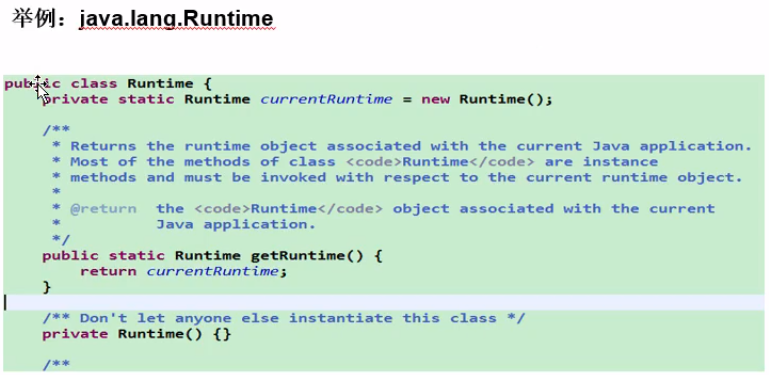 举例：java.lang.Runtime
public class Runtime {
private static Runtime currentRuntime = new Runtime();
/**
* Returns the runtime object associated with the current Java application.
* Most of the methods of class <code>Runtime</code> are instance
* methods and must be invoked with respect to the current runtime object.
*
* @return  the <code>Runtime</code> object associated with the current
*          Java application.
*/
public static Runtime getRuntime() {
return currentRuntime;
}
/** Don't let anyone else instantiate this class */
private Runtime() {}
/**